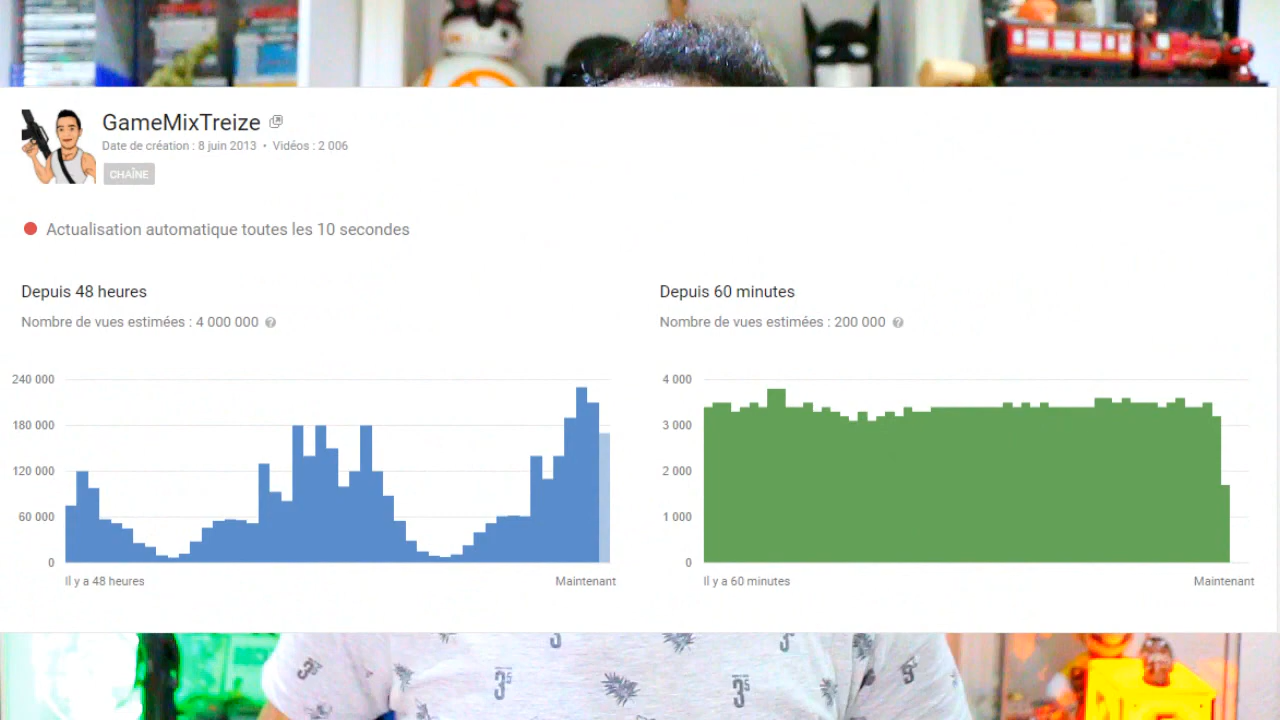 GameMixTreize
Date de création : 8 juin 2013 • Vidéos : 2 006
CHAÎNE
Actualisation automatique toutes les 10 secondes
Depuis 48 heures
Nombre de vues estimées : 4 000 000
240 000
180 000
120 000
60 000
0
Il y a 48 heures
Maintenant
Depuis 60 minutes
Nombre de vues estimées : 200 000
4 000
3 000
2 000
1 000
0
Il y a 60 minutes
Maintenant